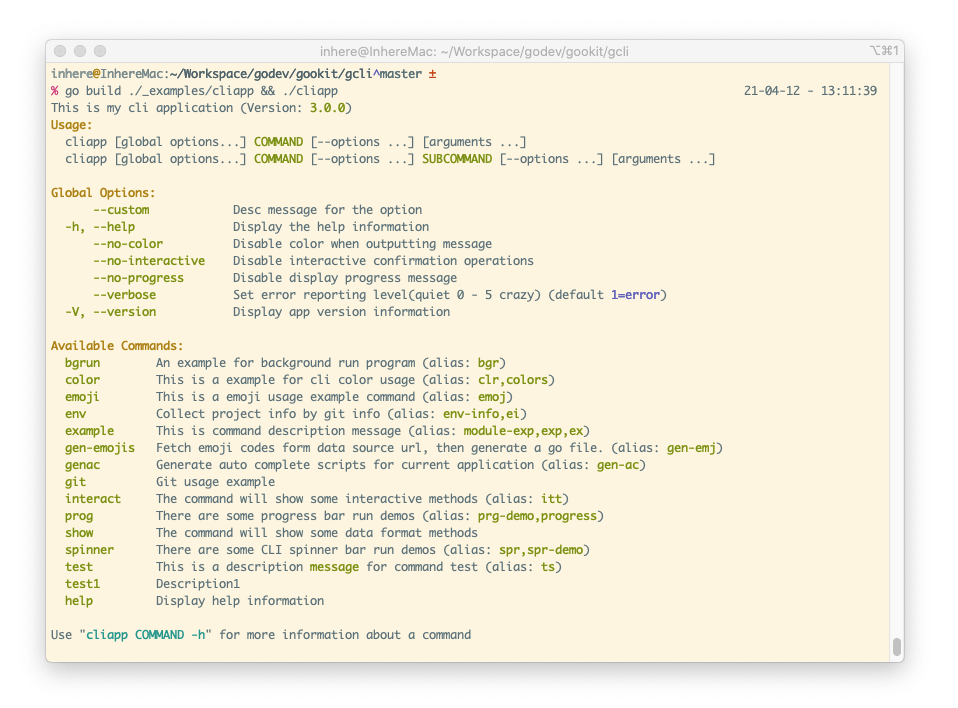 inhere@InhereMac: ~/Workspace/godev/gookit/gcli ⌥⌘1
inhere@InhereMac:~/Workspace/godev/gookit/gcli^master ±
% go build ./_examples/cliapp && ./cliapp 21-04-12 - 13:11:39
This is my cli application (Version: 3.0.0)
Usage:
  cliapp [global options...] COMMAND [--options ...] [arguments ...]
  cliapp [global options...] COMMAND [--options ...] SUBCOMMAND [--options ...] [arguments ...]

Global Options:
      --custom            Desc message for the option
  -h, --help              Display the help information
      --no-color          Disable color when outputting message
      --no-interactive    Disable interactive confirmation operations
      --no-progress       Disable display progress message
      --verbose           Set error reporting level(quiet 0 - 5 crazy) (default 1=error)
  -V, --version           Display app version information

Available Commands:
  bgrun        An example for background run program (alias: bgr)
  color        This is a example for cli color usage (alias: clr,colors)
  emoji        This is a emoji usage example command (alias: emoj)
  env          Collect project info by git info (alias: env-info,ei)
  example      This is command description message (alias: module-exp,exp,ex)
  gen-emojis   Fetch emoji codes form data source url, then generate a go file. (alias: gen-emj)
  genac        Generate auto complete scripts for current application (alias: gen-ac)
  git          Git usage example
  interact     The command will show some interactive methods (alias: itt)
  prog         There are some progress bar run demos (alias: prg-demo,progress)
  show         The command will show some data format methods
  spinner      There are some CLI spinner bar run demos (alias: spr,spr-demo)
  test         This is a description message for command test (alias: ts)
  test1        Description1
  help         Display help information

Use "cliapp COMMAND -h" for more information about a command